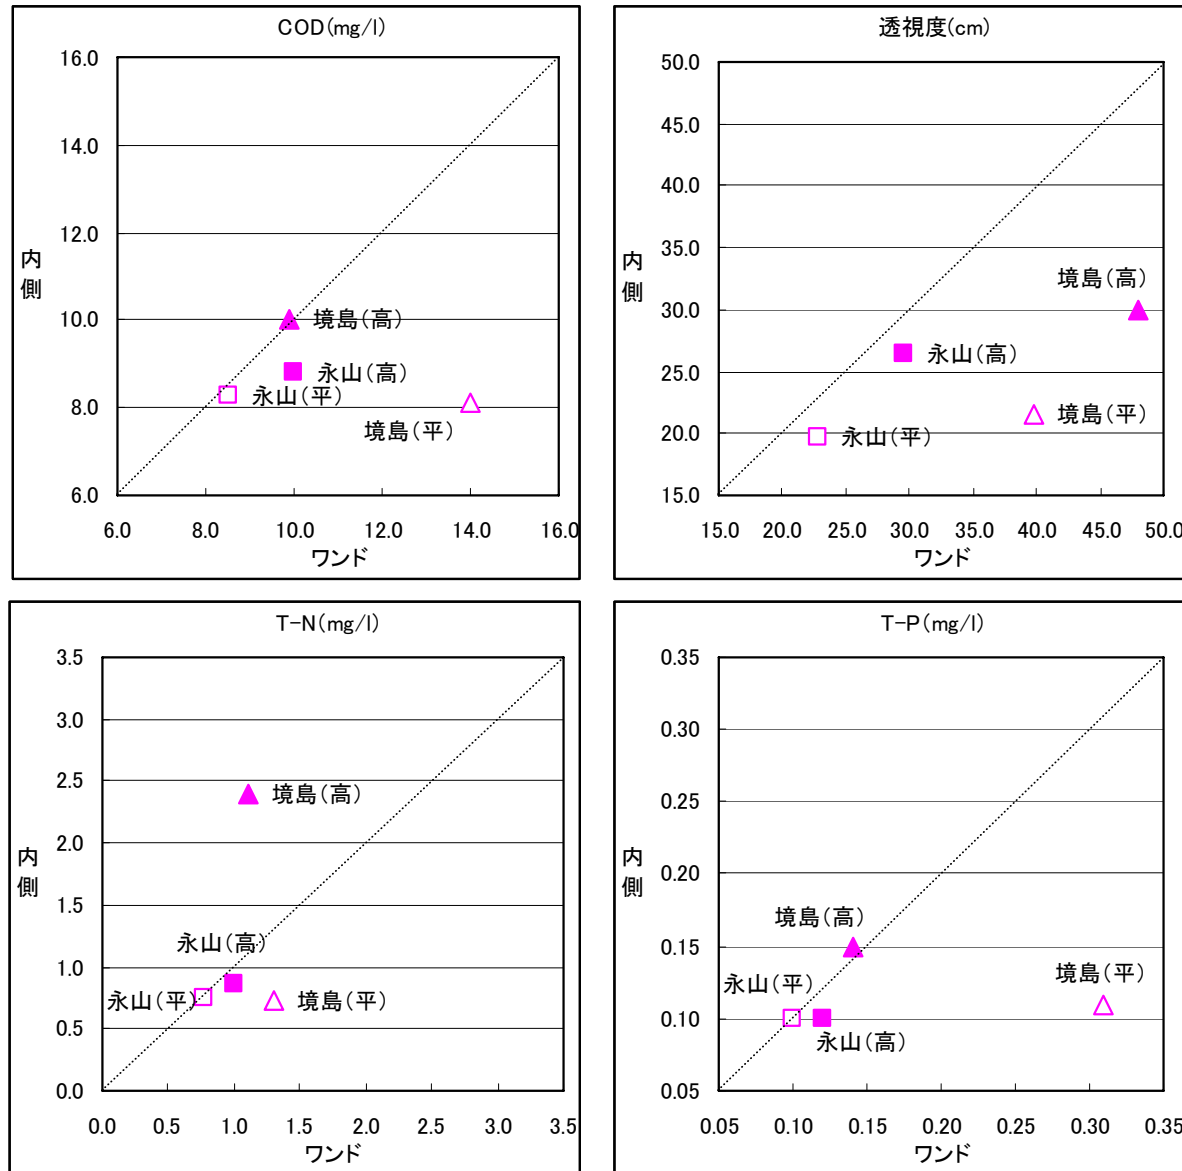 COD(mg/l)
16.0
14.0
12.0
10.0
8.0
6.0
内側
境島(高)
永山(高)
永山(平)
境島(平)
6.0 8.0 10.0 12.0 14.0 16.0
ワンド
透視度(cm)
50.0
45.0
40.0
35.0
30.0
25.0
20.0
15.0
内側
境島(高)
永山(高)
境島(平)
永山(平)
15.0 20.0 25.0 30.0 35.0 40.0 45.0 50.0
ワンド
T-N(mg/l)
3.5
3.0
2.5
2.0
1.5
1.0
0.5
0.0
内側
境島(高)
永山(高)
永山(平)
境島(平)
0.0 0.5 1.0 1.5 2.0 2.5 3.0 3.5
ワンド
T-P(mg/l)
0.35
0.30
0.25
0.20
0.15
0.10
0.05
内側
境島(高)
永山(平)
境島(平)
永山(高)
0.05 0.10 0.15 0.20 0.25 0.30 0.35
ワンド